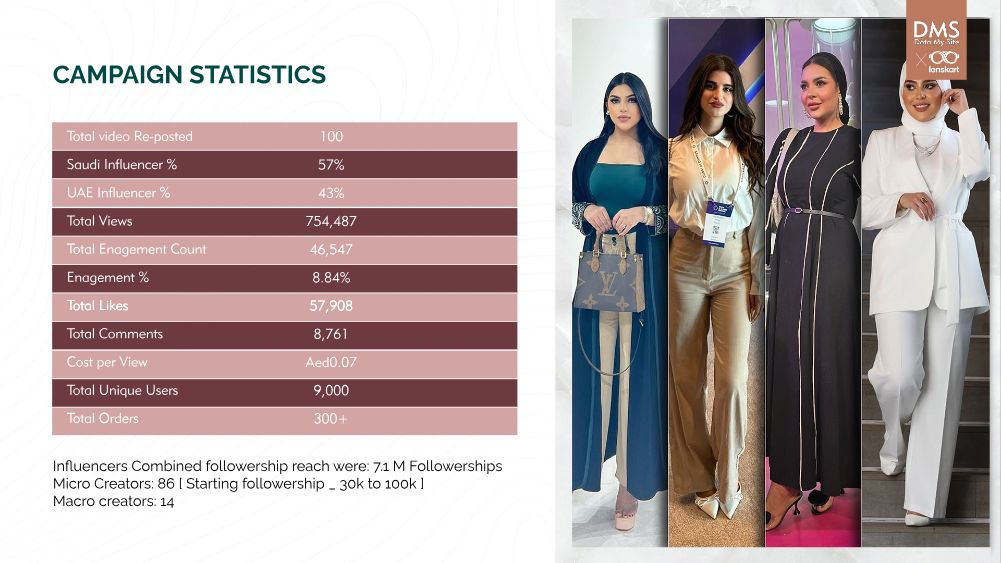 CAMPAIGN STATISTICS
Total video Re-posted 100
Saudi Influencer % 57%
UAE Influencer % 43%
Total Views 754,487
Total Enagement Count 46,547
Enagement % 8.84%
Total Likes 57,908
Total Comments 8,761
Cost per View Aed0.07
Total Unique Users 9,000
Total Orders 300+
Influencers Combined followership reach were: 7.1 M Followerships
Micro Creators: 86 [ Starting followership _ 30k to 100k ]
Macro creators: 14
DMS
Data My Site
X lenskart